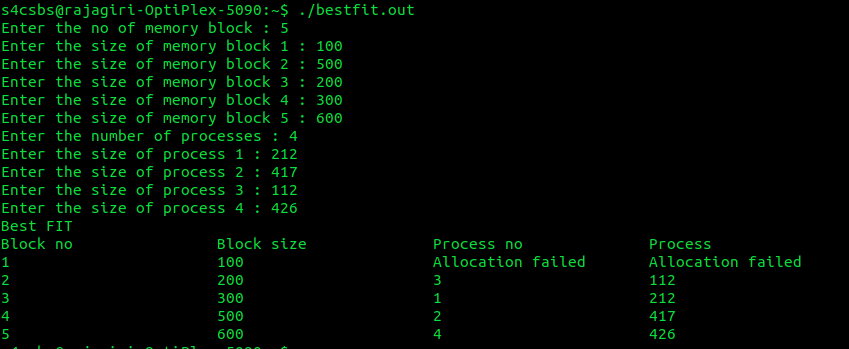 s4csbs@rajagiri-OptiPlex-5090:~$ ./bestfit.out
Enter the no of memory block : 5
Enter the size of memory block 1 : 100
Enter the size of memory block 2 : 500
Enter the size of memory block 3 : 200
Enter the size of memory block 4 : 300
Enter the size of memory block 5 : 600
Enter the number of processes : 4
Enter the size of process 1 : 212
Enter the size of process 2 : 417
Enter the size of process 3 : 112
Enter the size of process 4 : 426
Best FIT
Block no Block size Process no Process
1 100 Allocation failed Allocation failed
2 200 3 112
3 300 1 212
4 500 2 417
5 600 4 426